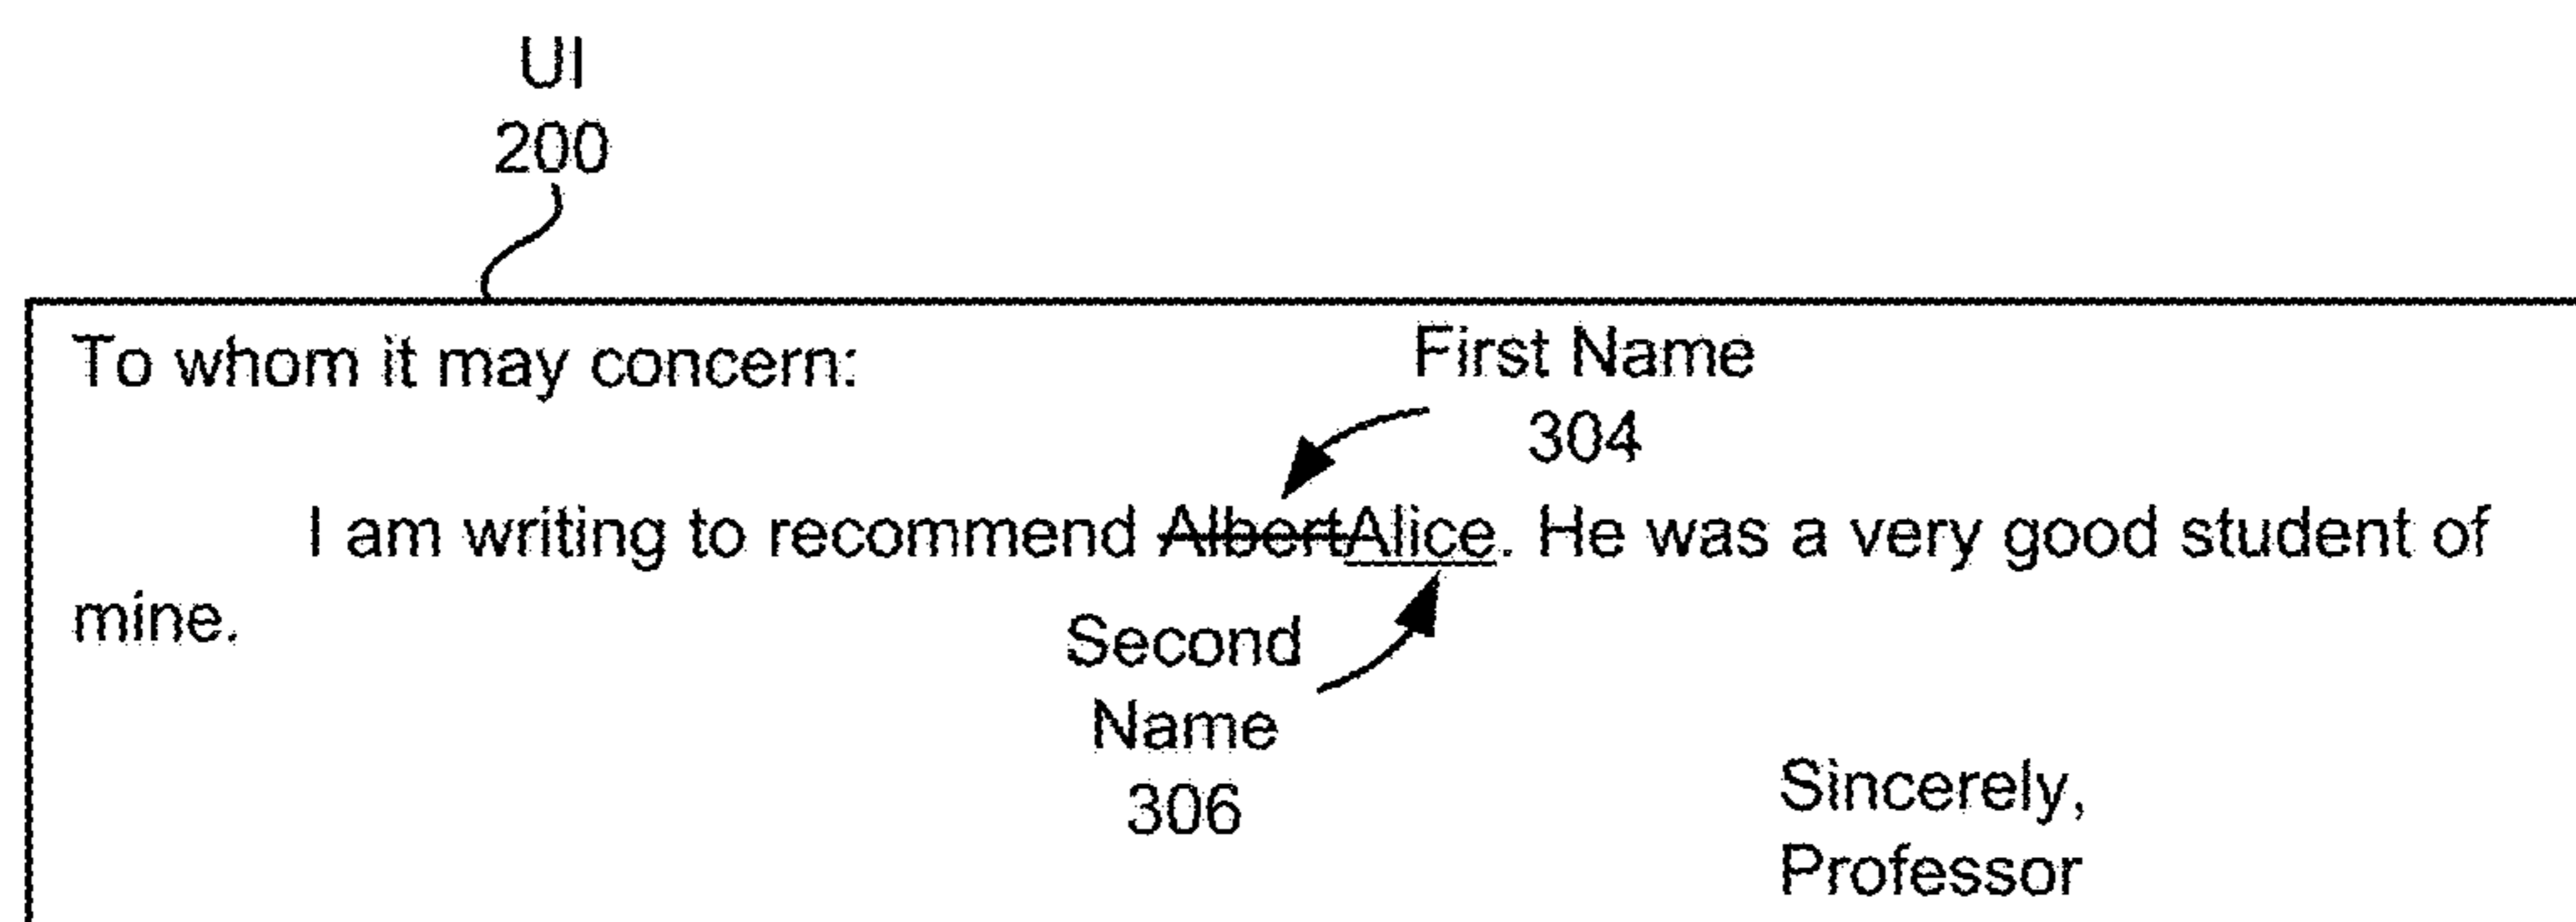 UI
200
To whom it may concern:
First Name
304
I am writing to recommend AlbertAlice. He was a very good student of
mine.
Second
Name
306
Sincerely,
Professor